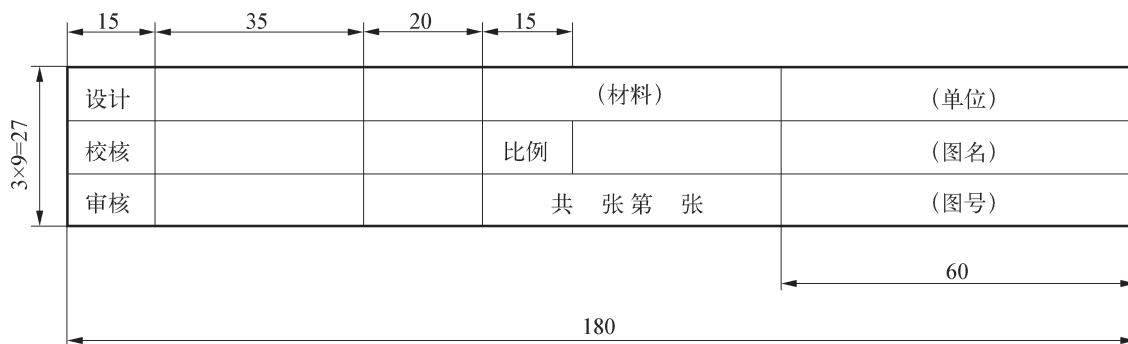 15 35 20 15
设计 （材料） （单位）
校核 比例 （图名）
审核 共 张 第 张 （图号）
3×9=27
60
180